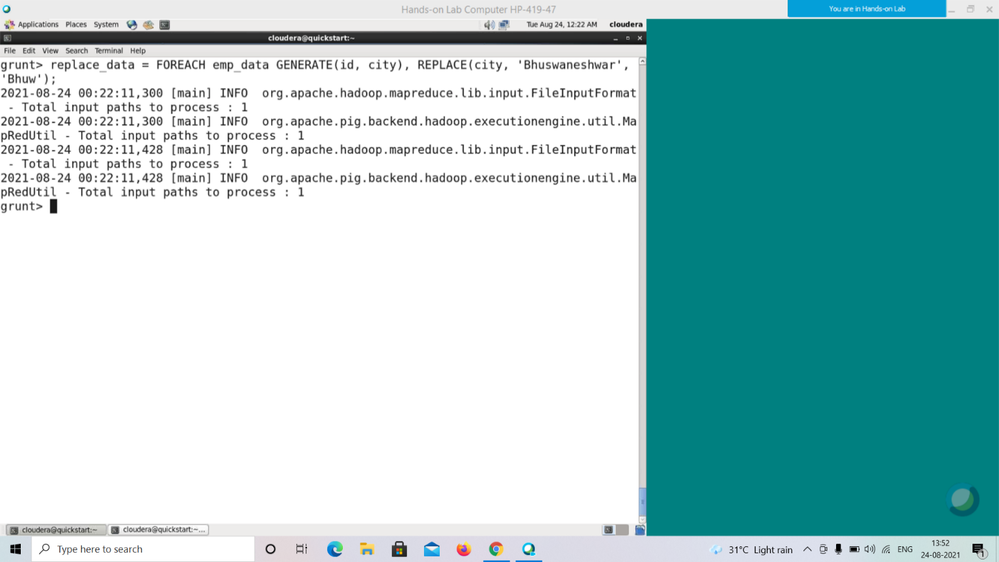 Hands-on Lab Computer HP-419-47
You are in Hands-on Lab
Applications Places System
Tue Aug 24, 12:22 AM cloudera
cloudera@quickstart:~
File Edit View Search Terminal Help
grunt> replace_data = FOREACH emp_data GENERATE(id, city), REPLACE(city, 'Bhuswaneshwar',
'Bhuw');
2021-08-24 00:22:11,300 [main] INFO  org.apache.hadoop.mapreduce.lib.input.FileInputFormat
 - Total input paths to process : 1
2021-08-24 00:22:11,300 [main] INFO  org.apache.pig.backend.hadoop.executionengine.util.Ma
pRedUtil - Total input paths to process : 1
2021-08-24 00:22:11,428 [main] INFO  org.apache.hadoop.mapreduce.lib.input.FileInputFormat
 - Total input paths to process : 1
2021-08-24 00:22:11,428 [main] INFO  org.apache.pig.backend.hadoop.executionengine.util.Ma
pRedUtil - Total input paths to process : 1
grunt>
cloudera@quickstart:~ cloudera@quickstart:~...
Type here to search
31°C Light rain
ENG
13:52
24-08-2021
1